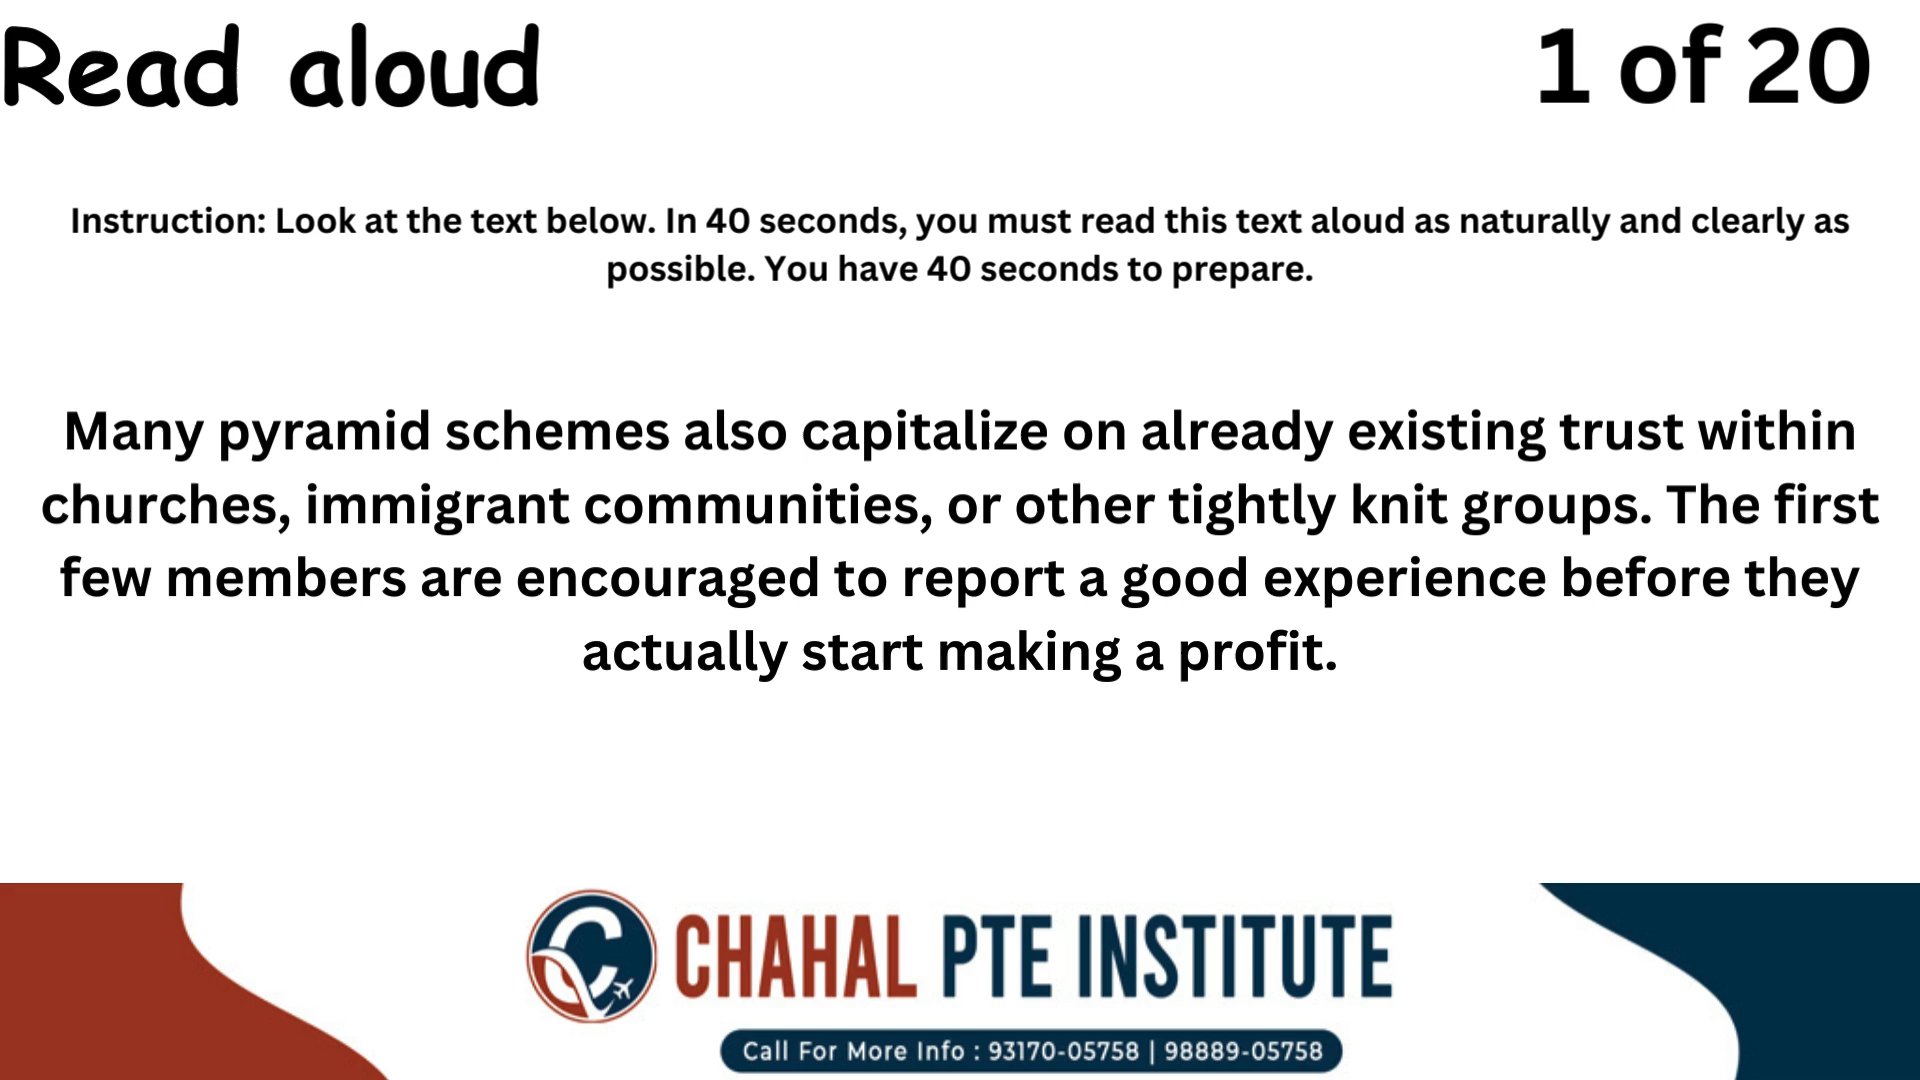 Read aloud
1 of 20
Instruction: Look at the text below. In 40 seconds, you must read this text aloud as naturally and clearly as
possible. You have 40 seconds to prepare.
Many pyramid schemes also capitalize on already existing trust within
churches, immigrant communities, or other tightly knit groups. The first
few members are encouraged to report a good experience before they
actually start making a profit.
CHAHAL PTE INSTITUTE
Call For More Info : 93170-05758 | 98889-05758